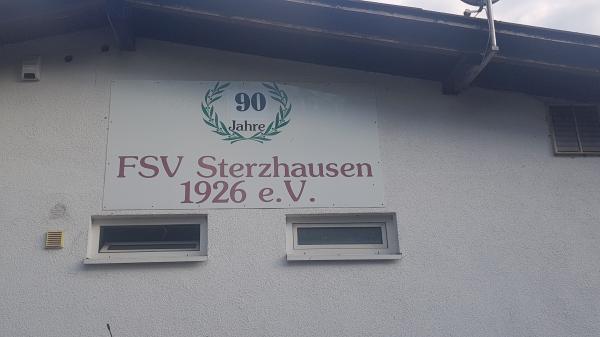 90
Jahre
FSV Sterzhausen
1926 e.V.